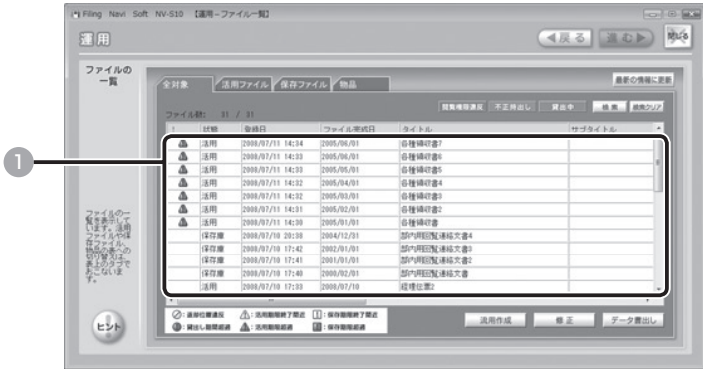 Filing Navi Soft NV-S10 【運用-ファイル一覧】
運用
戻る 進む 閉じる
ファイルの
一覧
最新の情報に更新
全対象 活用ファイル 保存ファイル 物品
ファイル数: 31 / 31
閲覧権限違反 不正持出し 貸出中 検索 検索クリア
! 状態 登録日 ファイル完成日 タイトル サブタイトル
1
活用 2008/07/11 14:34 2005/06/01 各種領収書7
活用 2008/07/11 14:33 2005/06/01 各種領収書6
活用 2008/07/11 14:33 2005/05/01 各種領収書5
活用 2008/07/11 14:32 2005/04/01 各種領収書4
活用 2008/07/11 14:32 2005/03/01 各種領収書3
活用 2008/07/11 14:31 2005/02/01 各種領収書2
活用 2008/07/11 14:30 2005/01/01 各種領収書
保存庫 2008/07/10 20:38 2004/12/31 部内用回覧連絡文書4
保存庫 2008/07/10 17:42 2002/01/01 部内用回覧連絡文書3
保存庫 2008/07/10 17:41 2001/01/01 部内用回覧連絡文書2
保存庫 2008/07/10 17:40 2000/02/01 部内用回覧連絡文書
活用 2008/07/10 17:33 2008/07/10 経理伝票2
ファイルの一
覧を表示して
います。活用
ファイルや保
存ファイル、
物品の表への
切り替えは、
表上のタブで
おこないま
す。
ヒント
:返却位置違反 :活用期限終了間近 :保存期限終了間近
:貸出し期限超過 :活用期限超過 :保存期限超過
流用作成 修正 データ書出し